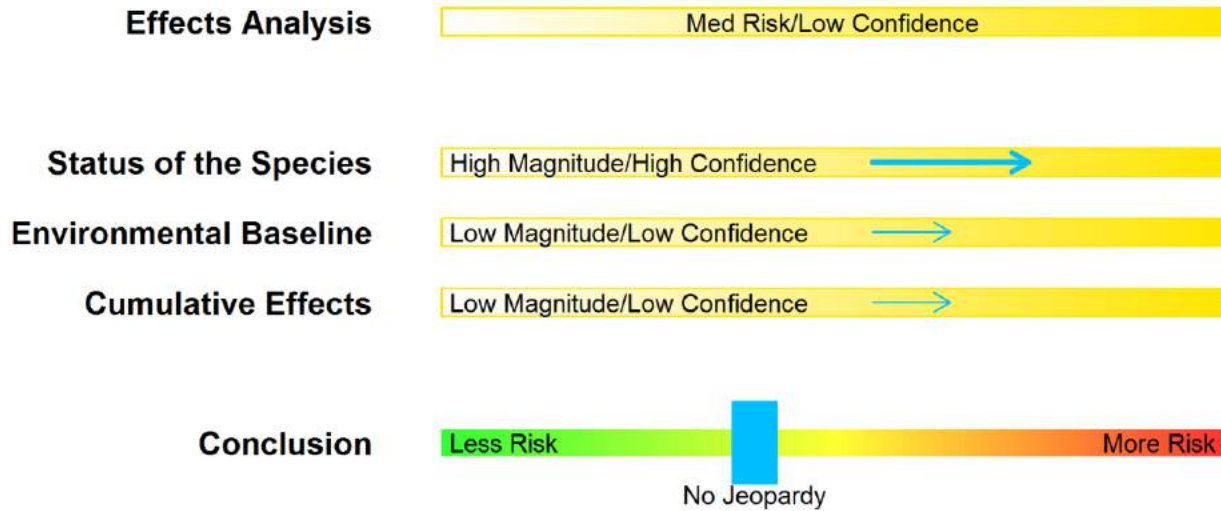 Effects Analysis Med Risk/Low Confidence
Status of the Species High Magnitude/High Confidence
Environmental Baseline Low Magnitude/Low Confidence
Cumulative Effects Low Magnitude/Low Confidence
Conclusion Less Risk More Risk
No Jeopardy